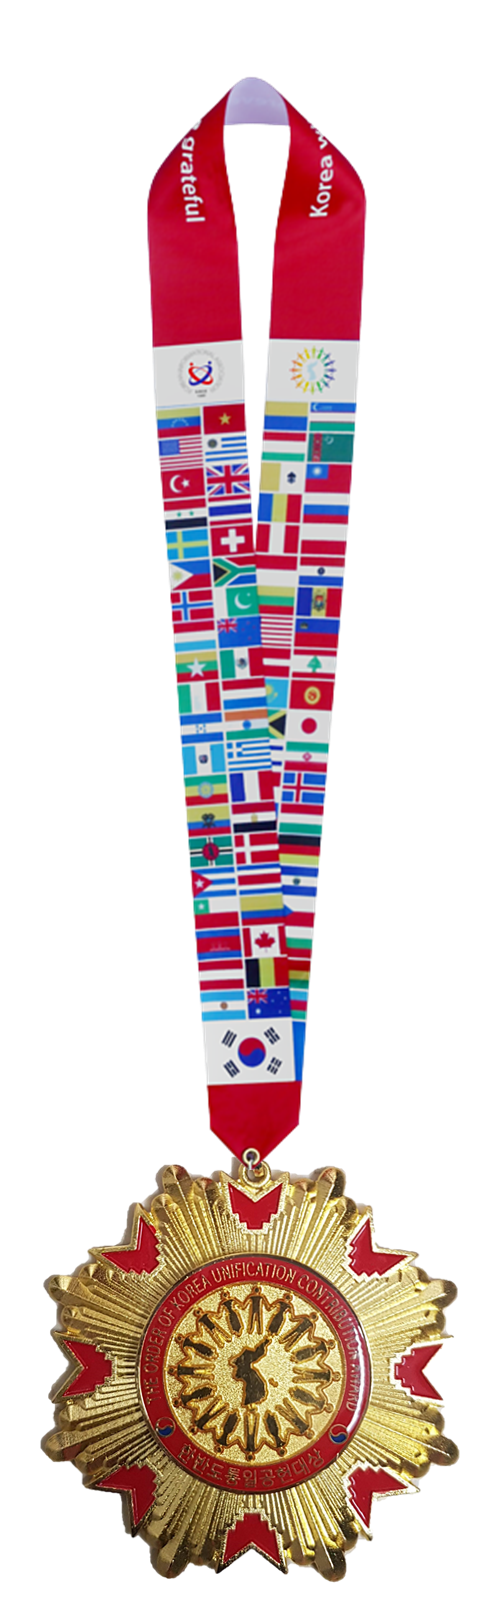 grateful
Korea
THE ORDER OF KOREA UNIFICATION CONTRIBUTION AWARD
한반도통일공헌대상